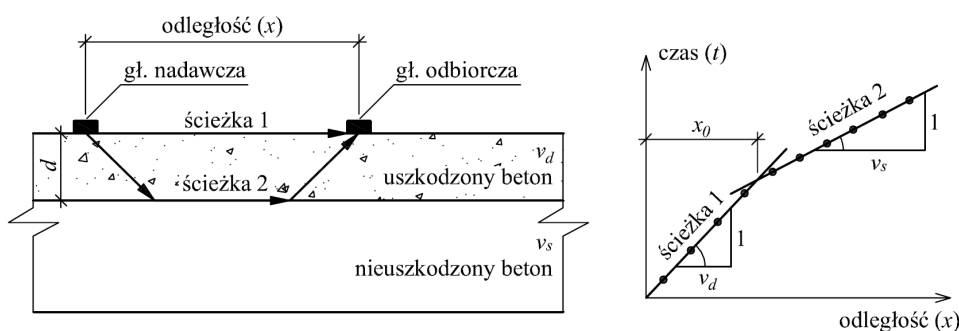 odległość (x)
gł. nadawcza
gł. odbiorcza
ścieżka 1
d
v_d
ścieżka 2
uszkodzony beton
v_s
nieuszkodzony beton
czas (t)
x_0
ścieżka 2
1
v_s
ścieżka 1
1
v_d
odległość (x)